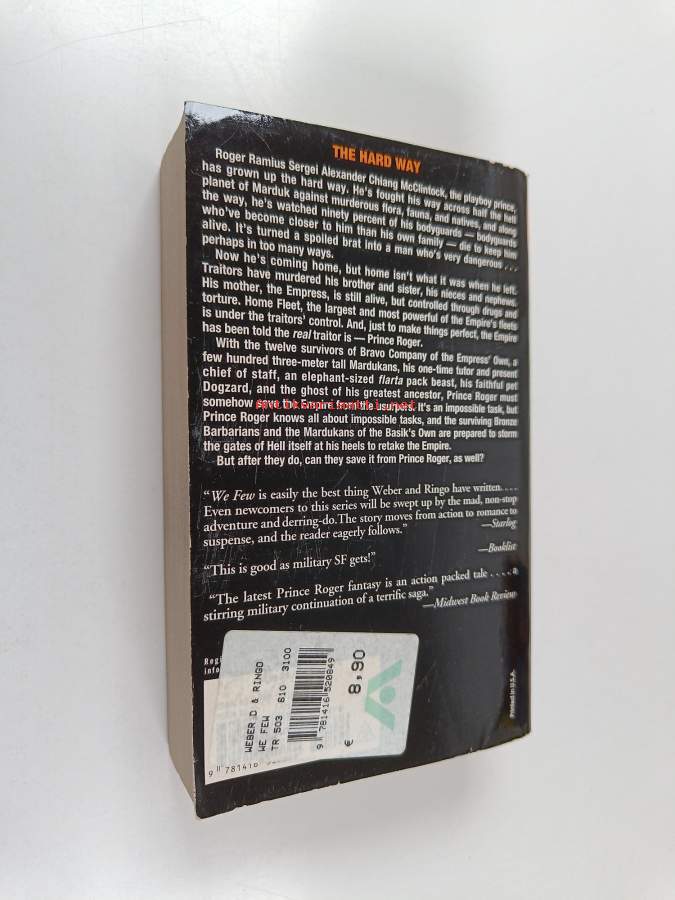 THE HARD WAY
Roger Ramius Sergei Alexander Chiang McClintock, the playboy prince,
has grown up the hard way. He's fought his way across half the hell
planet of Marduk against murderous flora, fauna, and natives, and along
the way, he's watched ninety percent of his bodyguards — bodyguards
who've become closer to him than his own family — die to keep him
alive. It's turned a spoiled brat into a man who's very dangerous . . .
perhaps in too many ways.
Now he's coming home, but home isn't what it was when he left.
Traitors have murdered his brother and sister, his nieces and nephews.
His mother, the Empress, is still alive, but controlled through drugs and
torture. Home Fleet, the largest and most powerful of the Empire's fleets
is under the traitors' control. And, just to make things perfect, the Empire
has been told the real traitor is — Prince Roger.
With the twelve survivors of Bravo Company of the Empress' Own, a
few hundred three-meter tall Mardukans, his one-time tutor and present
chief of staff, an elephant-sized flarta pack beast, his faithful pet
Dogzard, and the ghost of his greatest ancestor, Prince Roger must
somehow save the Empire from the usurpers. It's an impossible task, but
Prince Roger knows all about impossible tasks, and the surviving Bronze
Barbarians and the Mardukans of the Basik's Own are prepared to storm
the gates of Hell itself at his heels to retake the Empire.
But after they do, can they save it from Prince Roger, as well?
"We Few is easily the best thing Weber and Ringo have written. . . .
Even newcomers to this series will be swept up by the mad, non-stop
adventure and derring-do. The story moves from action to romance to
suspense, and the reader eagerly follows." —Starlog
"This is good as military SF gets!" —Booklist
"The latest Prince Roger fantasy is an action packed tale . . . . a
stirring military continuation of a terrific saga." —Midwest Book Review
WEBER,D & RINGO
WE FEW
TR 503 610 3100
9 781416 520849
€ 8,90
9 781416
Printed in U.S.A.